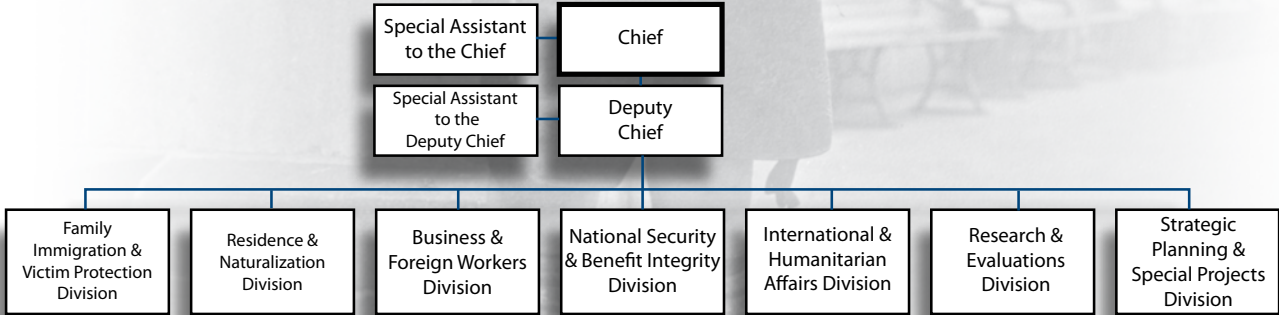 Special Assistant
to the Chief
Chief
Special Assistant
to the
Deputy Chief
Deputy
Chief
Family
Immigration &
Victim Protection
Division
Residence &
Naturalization
Division
Business &
Foreign Workers
Division
National Security
& Benefit Integrity
Division
International &
Humanitarian
Affairs Division
Research &
Evaluations
Division
Strategic
Planning &
Special Projects
Division